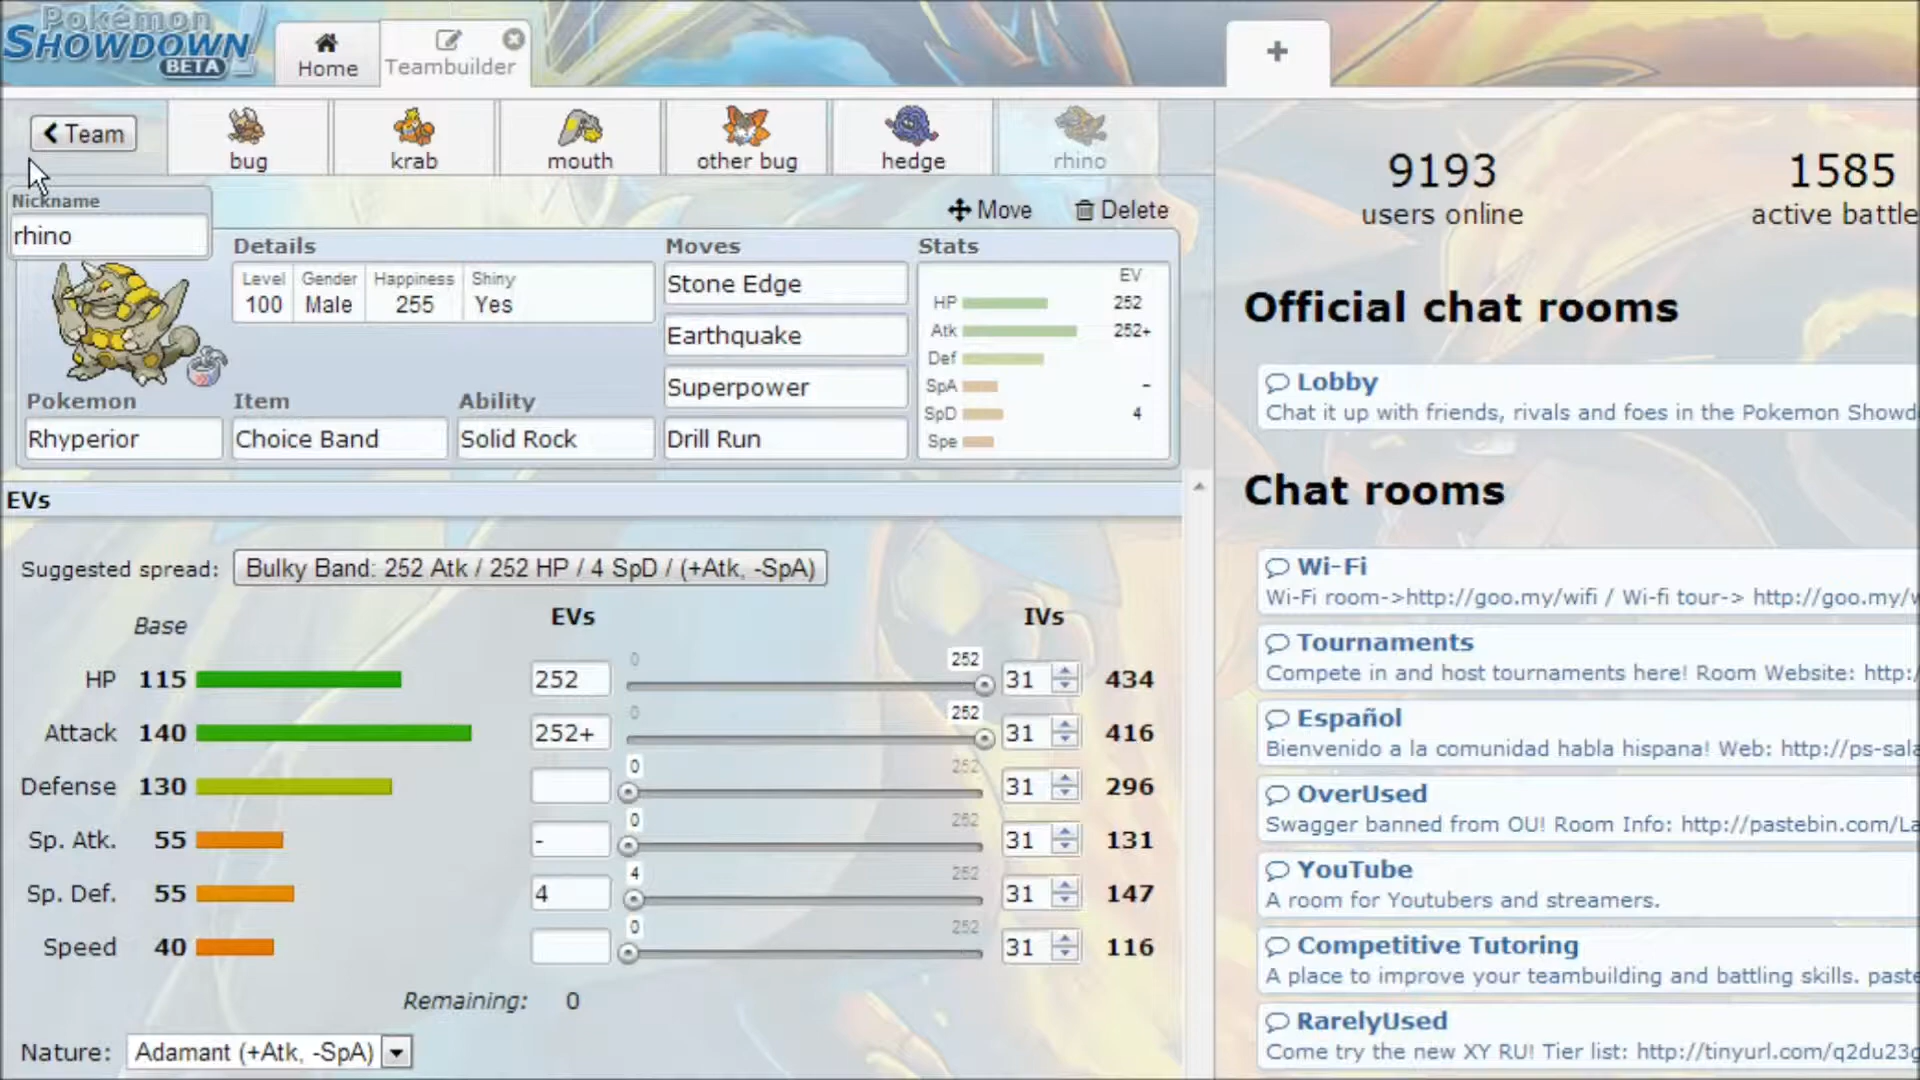 Pokémon
SHOWDOWN!
BETA
Home
Teambuilder
+
Team
bug
krab
mouth
other bug
hedge
rhino
Nickname
rhino
Move
Delete
Details
Level
Gender
Happiness
Shiny
100
Male
255
Yes
Pokemon
Rhyperior
Item
Choice Band
Ability
Solid Rock
Moves
Stone Edge
Earthquake
Superpower
Drill Run
Stats
EV
HP 252
Atk 252+
Def
SpA -
SpD 4
Spe
EVs
Suggested spread: Bulky Band: 252 Atk / 252 HP / 4 SpD / (+Atk, -SpA)
Base EVs IVs
0 252
HP 115 252 31 434
0 252
Attack 140 252+ 31 416
0 252
Defense 130 31 296
0 252
Sp. Atk. 55 - 31 131
4 252
Sp. Def. 55 4 31 147
0 252
Speed 40 31 116
Remaining: 0
Nature: Adamant (+Atk, -SpA)
9193
users online
1585
active battle
Official chat rooms
Lobby
Chat it up with friends, rivals and foes in the Pokemon Showd
Chat rooms
Wi-Fi
Wi-Fi room->http://goo.my/wifi / Wi-fi tour-> http://goo.my/w
Tournaments
Compete in and host tournaments here! Room Website: http:/
Español
Bienvenido a la comunidad habla hispana! Web: http://ps-sala
OverUsed
Swagger banned from OU! Room Info: http://pastebin.com/La
YouTube
A room for Youtubers and streamers.
Competitive Tutoring
A place to improve your teambuilding and battling skills. paste
RarelyUsed
Come try the new XY RU! Tier list: http://tinyurl.com/q2du23g